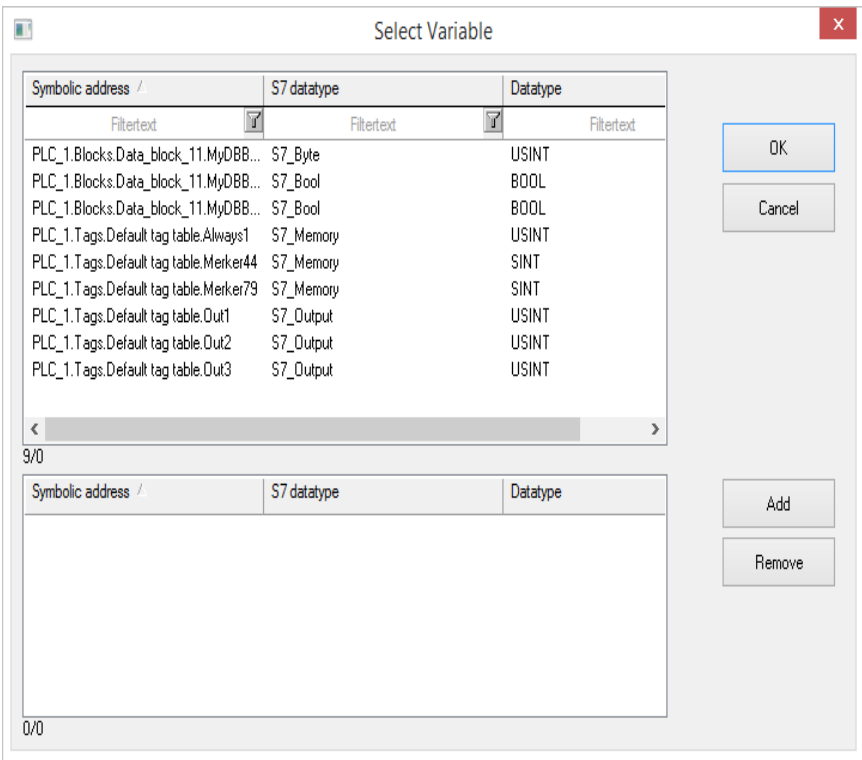 Select Variable
x
Symbolic address S7 datatype Datatype
Filtertext Filtertext Filtertext
PLC_1.Blocks.Data_block_11.MyDBB... S7_Byte USINT
PLC_1.Blocks.Data_block_11.MyDBB... S7_Bool BOOL
PLC_1.Blocks.Data_block_11.MyDBB... S7_Bool BOOL
PLC_1.Tags.Default tag table.Always1 S7_Memory USINT
PLC_1.Tags.Default tag table.Merker44 S7_Memory SINT
PLC_1.Tags.Default tag table.Merker79 S7_Memory SINT
PLC_1.Tags.Default tag table.Out1 S7_Output USINT
PLC_1.Tags.Default tag table.Out2 S7_Output USINT
PLC_1.Tags.Default tag table.Out3 S7_Output USINT
9/0
OK
Cancel
Symbolic address S7 datatype Datatype
0/0
Add
Remove